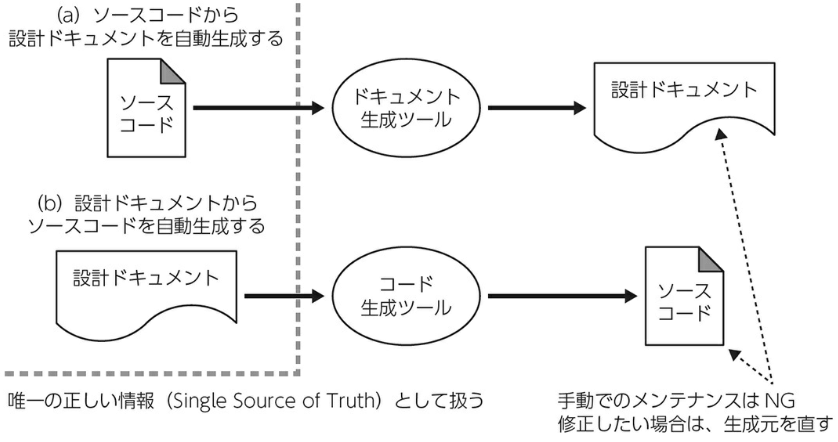 （a）ソースコードから
設計ドキュメントを自動生成する
ソース
コード
ドキュメント
生成ツール
設計ドキュメント
（b）設計ドキュメントから
ソースコードを自動生成する
設計ドキュメント
コード
生成ツール
ソース
コード
唯一の正しい情報（Single Source of Truth）として扱う
手動でのメンテナンスは NG
修正したい場合は、生成元を直す